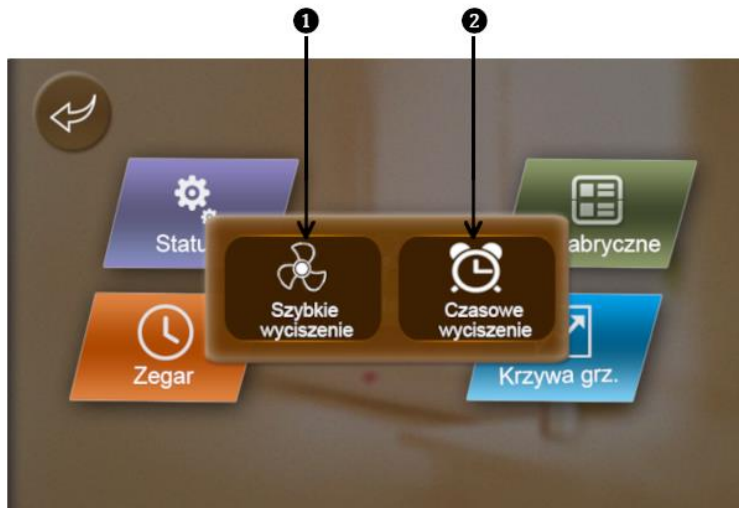 1 2
Statu
abryczne
Szybkie
wyciszenie
Czasowe
wyciszenie
Zegar
Krzywa grz.